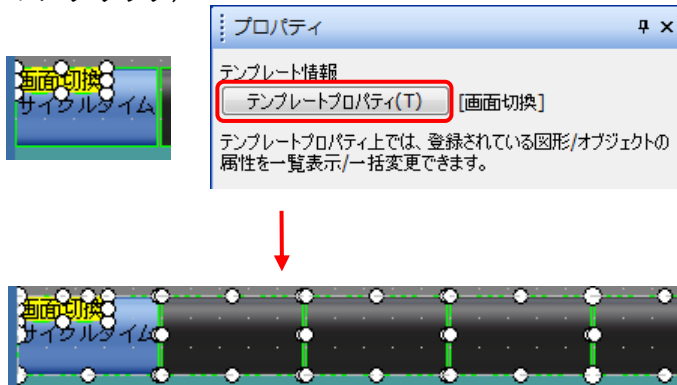 プロパティ
画面切換
サイクルタイム
テンプレート情報
テンプレートプロパティ(T) [画面切換]
テンプレートプロパティ上では、登録されている図形/オブジェクトの
属性を一覧表示/一括変更できます。
画面切換
サイクルタイム